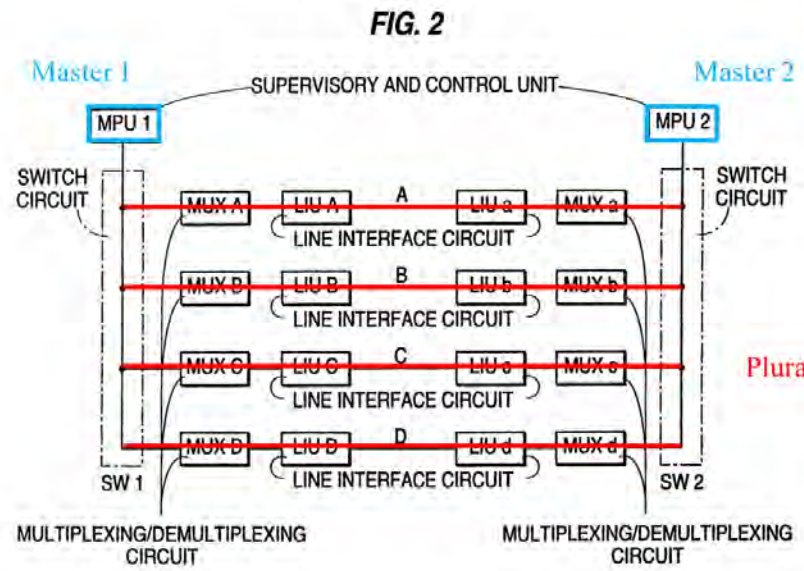 FIG. 2
Master 1
Master 2
SUPERVISORY AND CONTROL UNIT
MPU 1
MPU 2
SWITCH
CIRCUIT
SWITCH
CIRCUIT
MUX A
LIU A
A
LIU a
MUX a
LINE INTERFACE CIRCUIT
MUX B
LIU B
B
LIU b
MUX b
LINE INTERFACE CIRCUIT
MUX C
LIU C
C
LIU c
MUX c
LINE INTERFACE CIRCUIT
Plura
MUX D
LIU D
D
LIU d
MUX d
LINE INTERFACE CIRCUIT
SW 1
SW 2
MULTIPLEXING/DEMULTIPLEXING
CIRCUIT
MULTIPLEXING/DEMULTIPLEXING
CIRCUIT